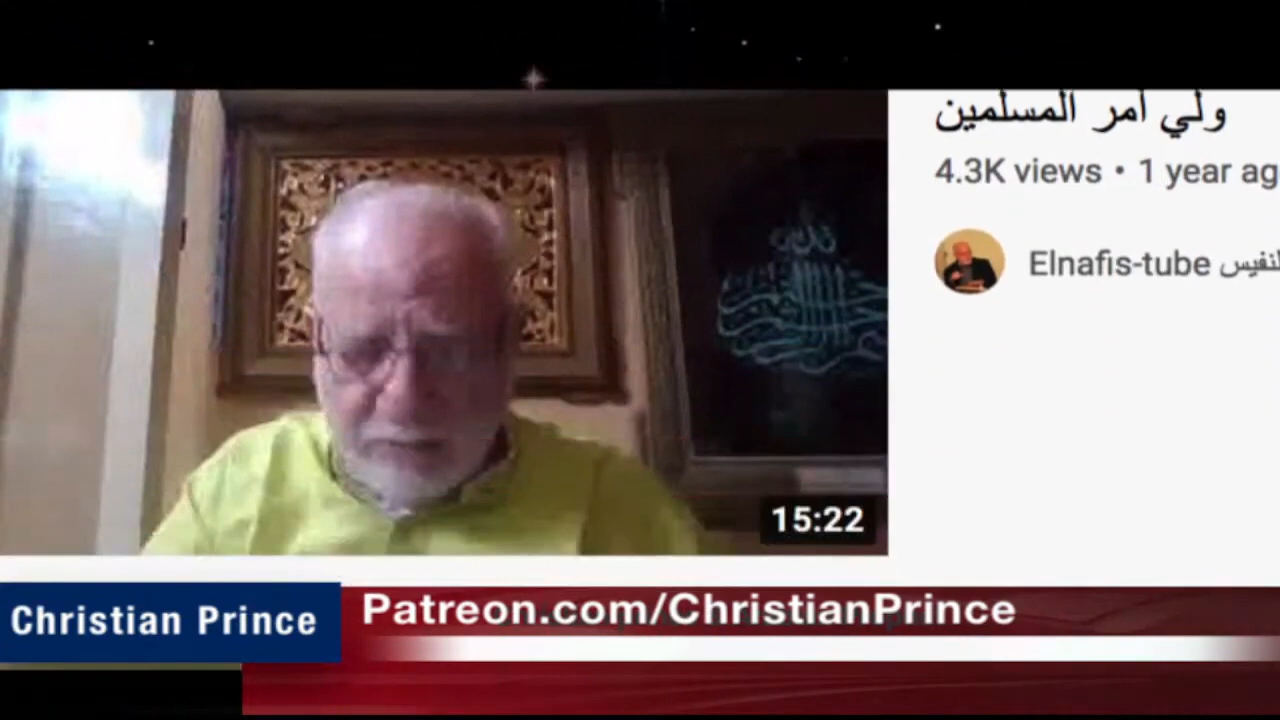 ولي أمر المسلمين
4.3K views • 1 year ag
Elnafis-tube النفيس
15:22
Christian Prince
Patreon.com/ChristianPrince